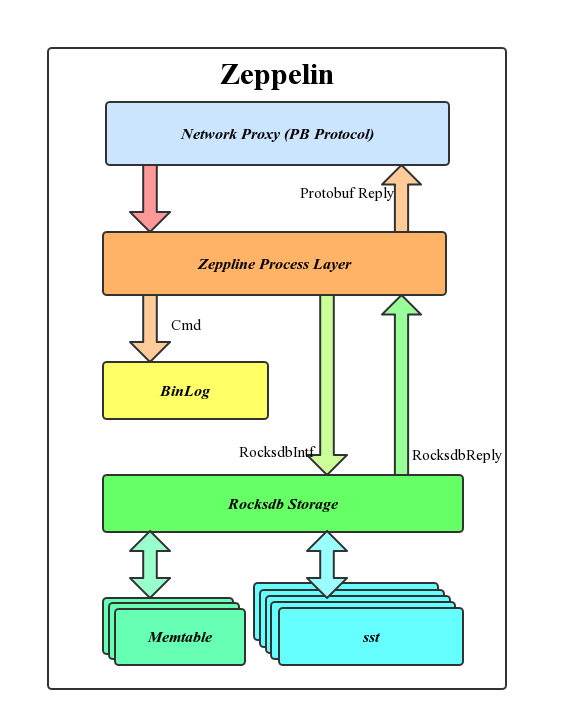 Zeppelin
Network Proxy (PB Protocol)
Protobuf Reply
Zeppline Process Layer
Cmd
BinLog
RocksdbIntf
RocksdbReply
Rocksdb Storage
Memtable
sst